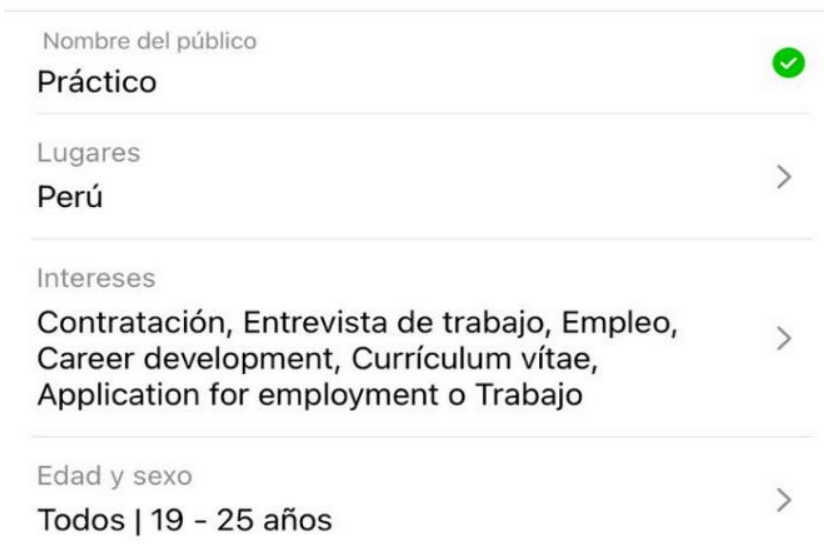 Nombre del público
Práctico
Lugares
Perú
Intereses
Contratación, Entrevista de trabajo, Empleo,
Career development, Currículum vítae,
Application for employment o Trabajo
Edad y sexo
Todos | 19 - 25 años